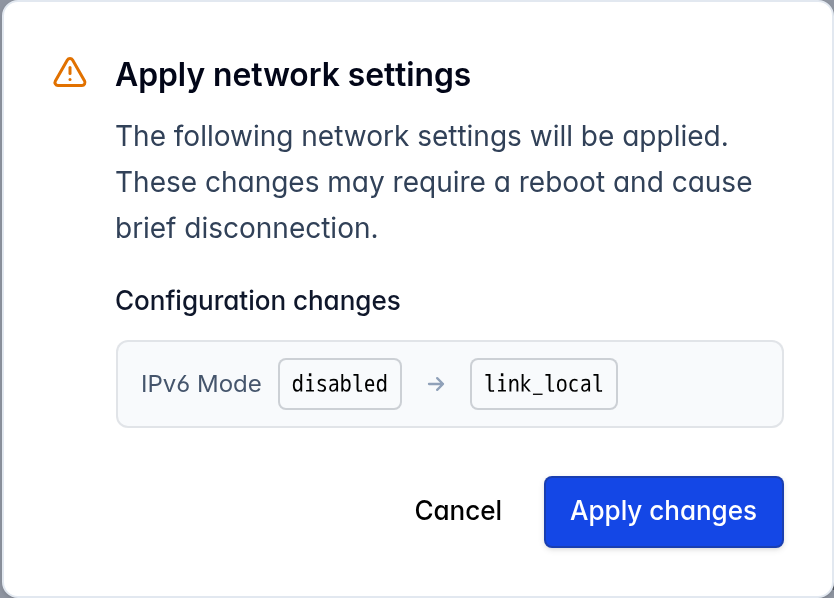 Apply network settings
The following network settings will be applied.
These changes may require a reboot and cause
brief disconnection.
Configuration changes
IPv6 Mode disabled → link_local
Cancel Apply changes